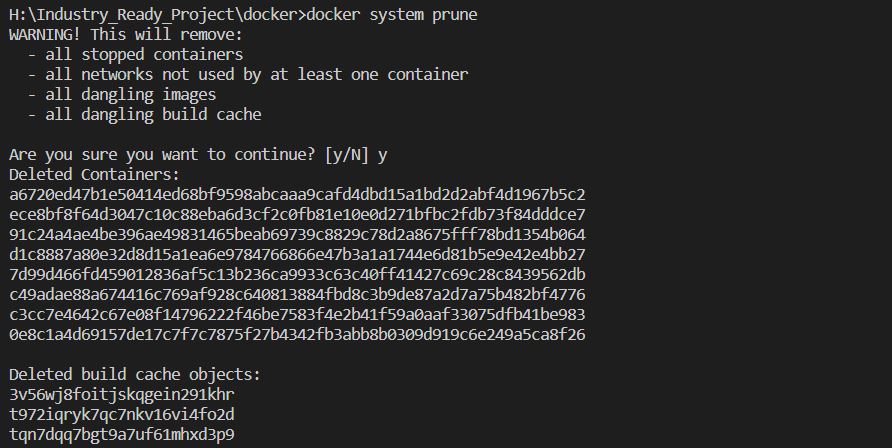 H:\Industry_Ready_Project\docker>docker system prune
WARNING! This will remove:
- all stopped containers
- all networks not used by at least one container
- all dangling images
- all dangling build cache
Are you sure you want to continue? [y/N] y
Deleted Containers:
a6720ed47b1e50414ed68bf9598abcaaa9cafd4dbd15a1bd2d2abf4d1967b5c2
ece8bf8f64d3047c10c88eba6d3cf2c0fb81e10e0d271bfbc2fdb73f84dddce7
91c24a4ae4be396ae49831465beab69739c8829c78d2a8675fff78bd1354b064
d1c8887a80e32d8d15a1ea6e9784766866e47b3a1a1744e6d81b5e9e42e4bb27
7d99d466fd459012836af5c13b236ca9933c63c40ff41427c69c28c8439562db
c49adae88a674416c769af928c640813884fbd8c3b9de87a2d7a75b482bf4776
c3cc7e4642c67e08f14796222f46be7583f4e2b41f59a0aaf33075dfb41be983
0e8c1a4d69157de17c7f7c7875f27b4342fb3abb8b0309d919c6e249a5ca8f26
Deleted build cache objects:
3v56wj8foitjskqgein291khr
t972iqryk7qc7nkv16vi4fo2d
tqn7dqq7bgt9a7uf61mhxd3p9